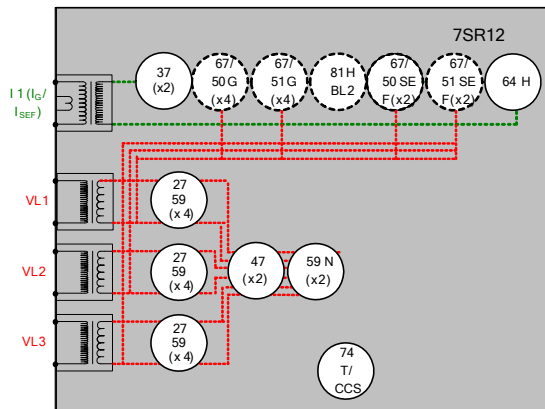 7SR12
I 1 (IG/
ISEF)
37
(x2)
67/
50 G
(x4)
67/
51G
(x4)
81H
BL2
67/
50 SE
F(x2)
67/
51 SE
F(x2)
64 H
VL1
27
59
(x 4)
VL2
27
59
(x 4)
47
(x2)
59 N
(x2)
VL3
27
59
(x 4)
74
T/
CCS